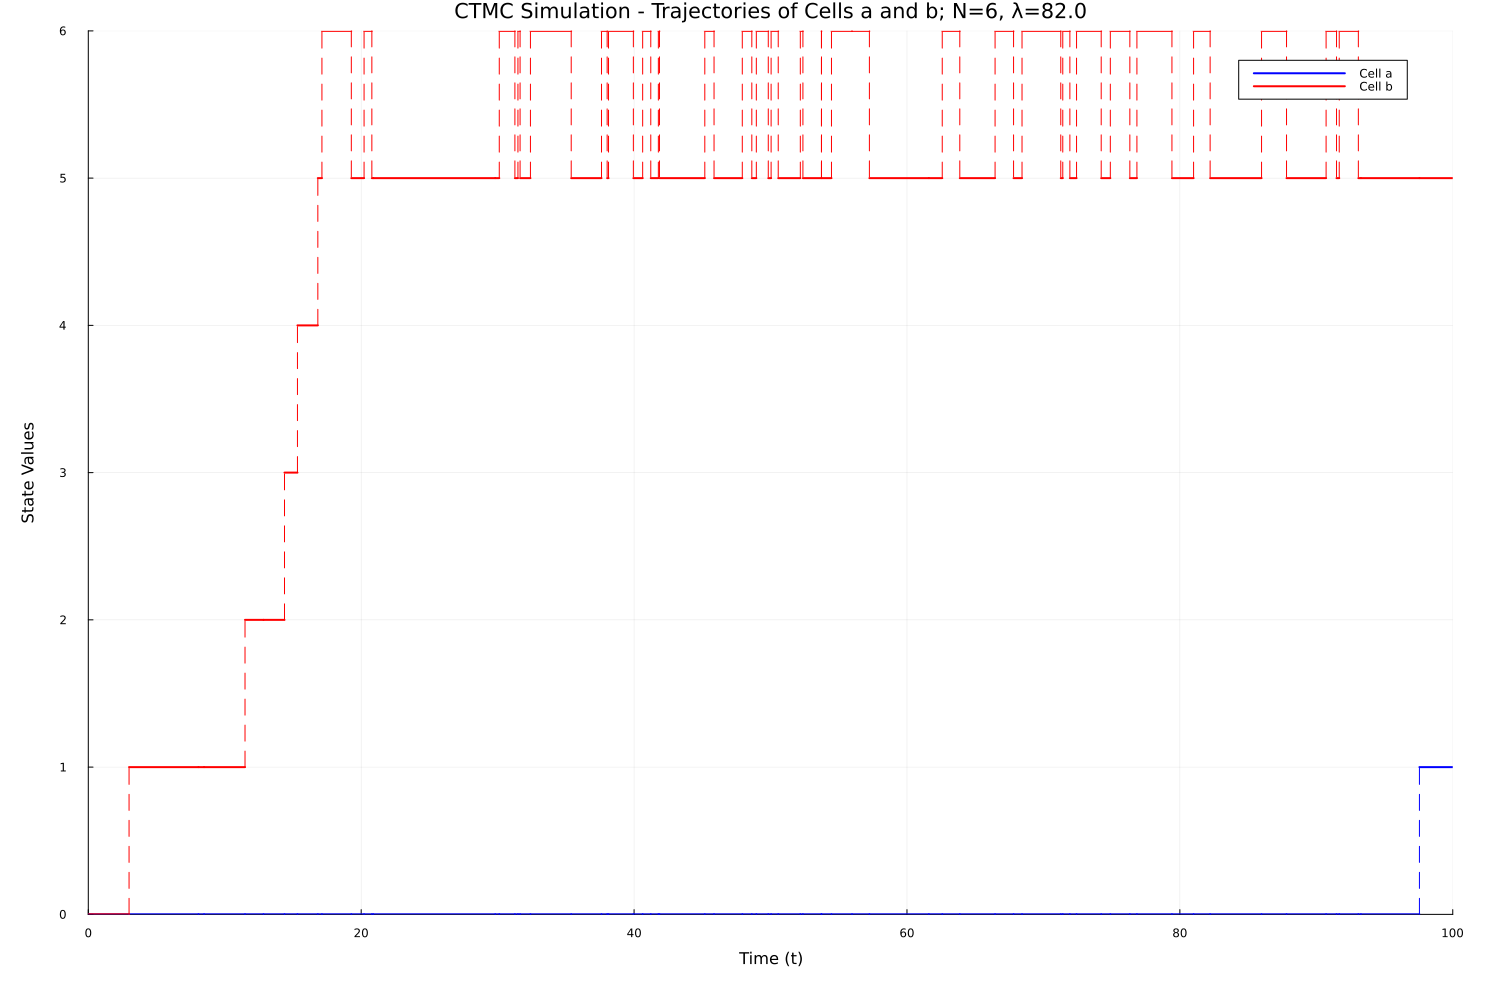 CTMC Simulation - Trajectories of Cells a and b; N=6, λ=82.0
6
Cell a
Cell b
5
4
State Values
3
2
1
0
0 20 40 60 80 100
Time (t)